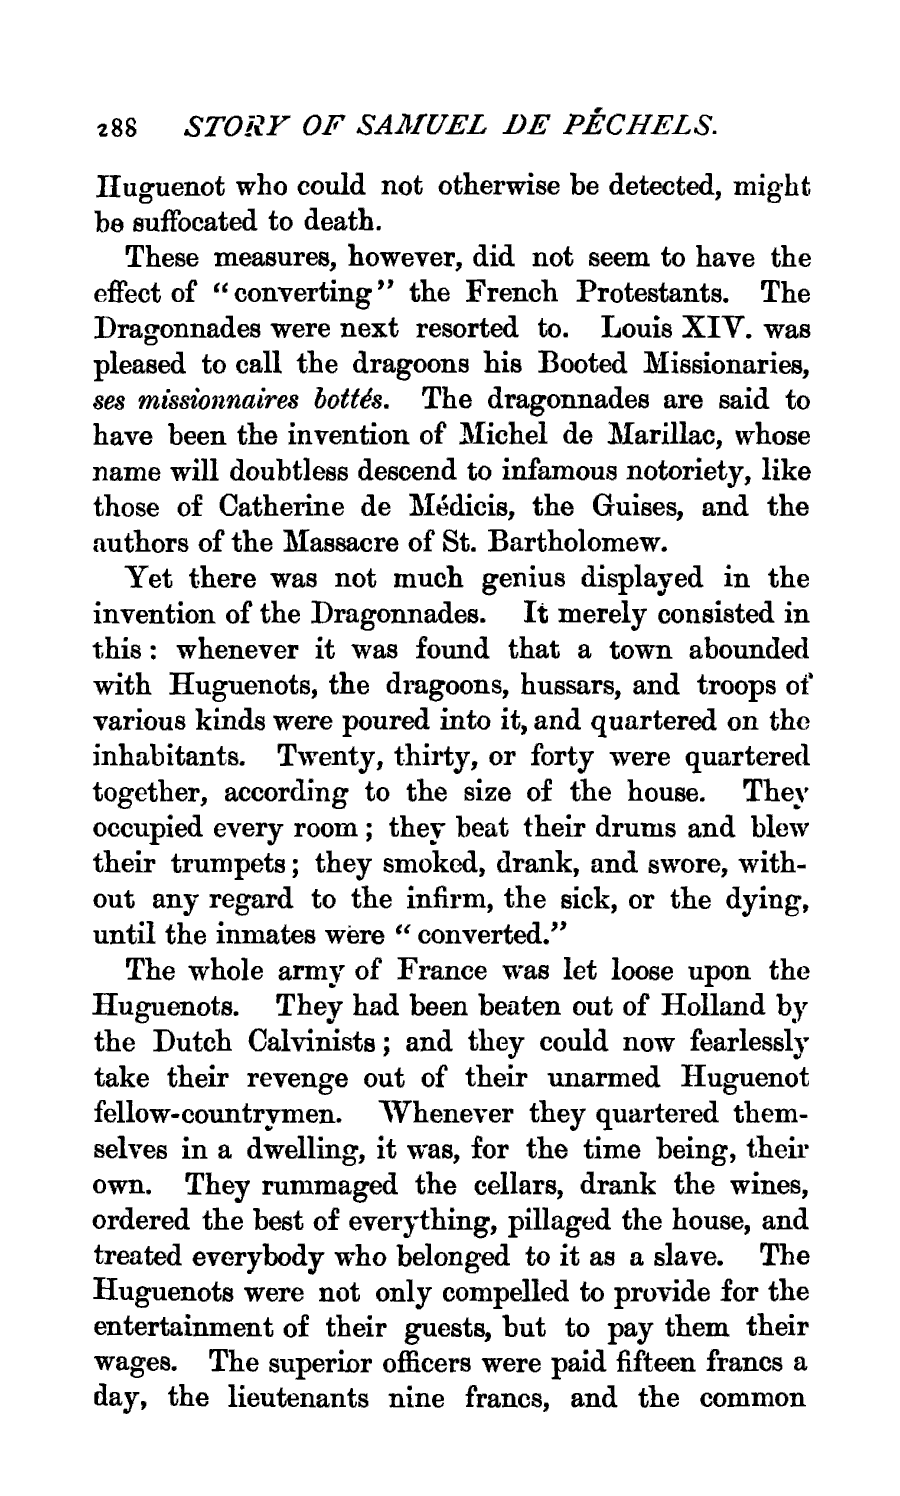 288 STORY OF SAMUEL DE PÉCHELS.
Huguenot who could not otherwise be detected, might
be suffocated to death.
These measures, however, did not seem to have the
effect of “converting” the French Protestants. The
Dragonnades were next resorted to. Louis XIV. was
pleased to call the dragoons his Booted Missionaries,
ses missionnaires bottés. The dragonnades are said to
have been the invention of Michel de Marillac, whose
name will doubtless descend to infamous notoriety, like
those of Catherine de Médicis, the Guises, and the
authors of the Massacre of St. Bartholomew.
Yet there was not much genius displayed in the
invention of the Dragonnades. It merely consisted in
this : whenever it was found that a town abounded
with Huguenots, the dragoons, hussars, and troops of
various kinds were poured into it, and quartered on the
inhabitants. Twenty, thirty, or forty were quartered
together, according to the size of the house. They
occupied every room ; they beat their drums and blew
their trumpets ; they smoked, drank, and swore, with-
out any regard to the infirm, the sick, or the dying,
until the inmates were “ converted.”
The whole army of France was let loose upon the
Huguenots. They had been beaten out of Holland by
the Dutch Calvinists ; and they could now fearlessly
take their revenge out of their unarmed Huguenot
fellow-countrymen. Whenever they quartered them-
selves in a dwelling, it was, for the time being, their
own. They rummaged the cellars, drank the wines,
ordered the best of everything, pillaged the house, and
treated everybody who belonged to it as a slave. The
Huguenots were not only compelled to provide for the
entertainment of their guests, but to pay them their
wages. The superior officers were paid fifteen francs a
day, the lieutenants nine francs, and the common